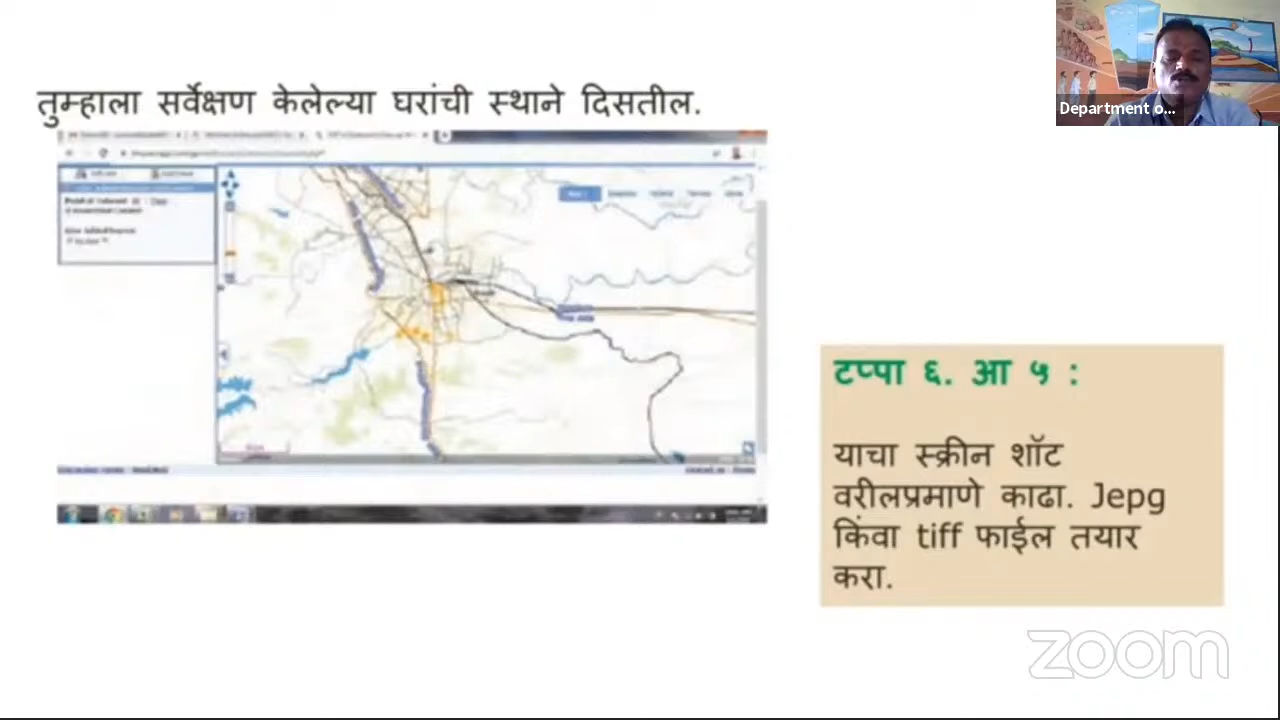 Department o...
तुम्हाला सर्वेक्षण केलेल्या घरांची स्थाने दिसतील.
टप्पा ६. आ ५ :
याचा स्क्रीन शॉट
वरीलप्रमाणे काढा. Jepg
किंवा tiff फाईल तयार
करा.
zoom